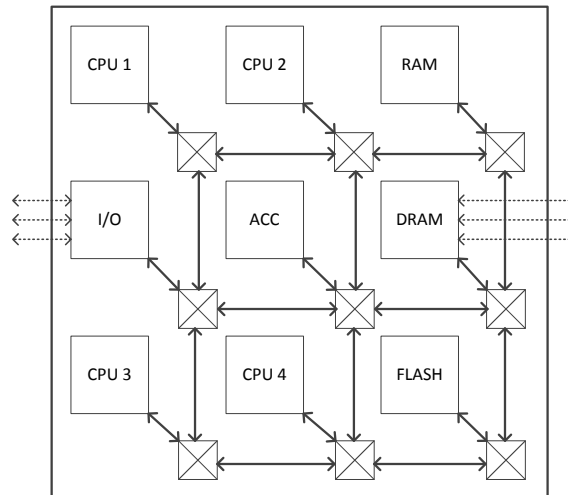 CPU 1
CPU 2
RAM
I/O
ACC
DRAM
CPU 3
CPU 4
FLASH